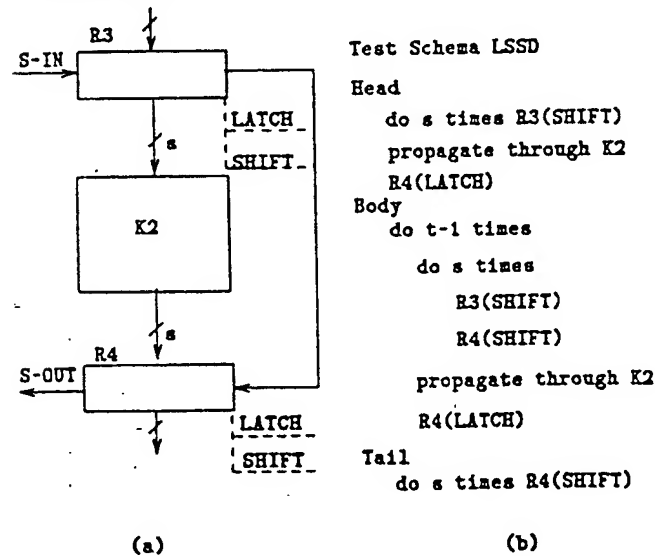 R3
S-IN
LATCH
s
SHIFT
K2
s
R4
S-OUT
LATCH
SHIFT
(a)
Test Schema LSSD
Head
do s times R3(SHIFT)
propagate through K2
R4(LATCH)
Body
do t-1 times
do s times
R3(SHIFT)
R4(SHIFT)
propagate through K2
R4(LATCH)
Tail
do s times R4(SHIFT)
(b)